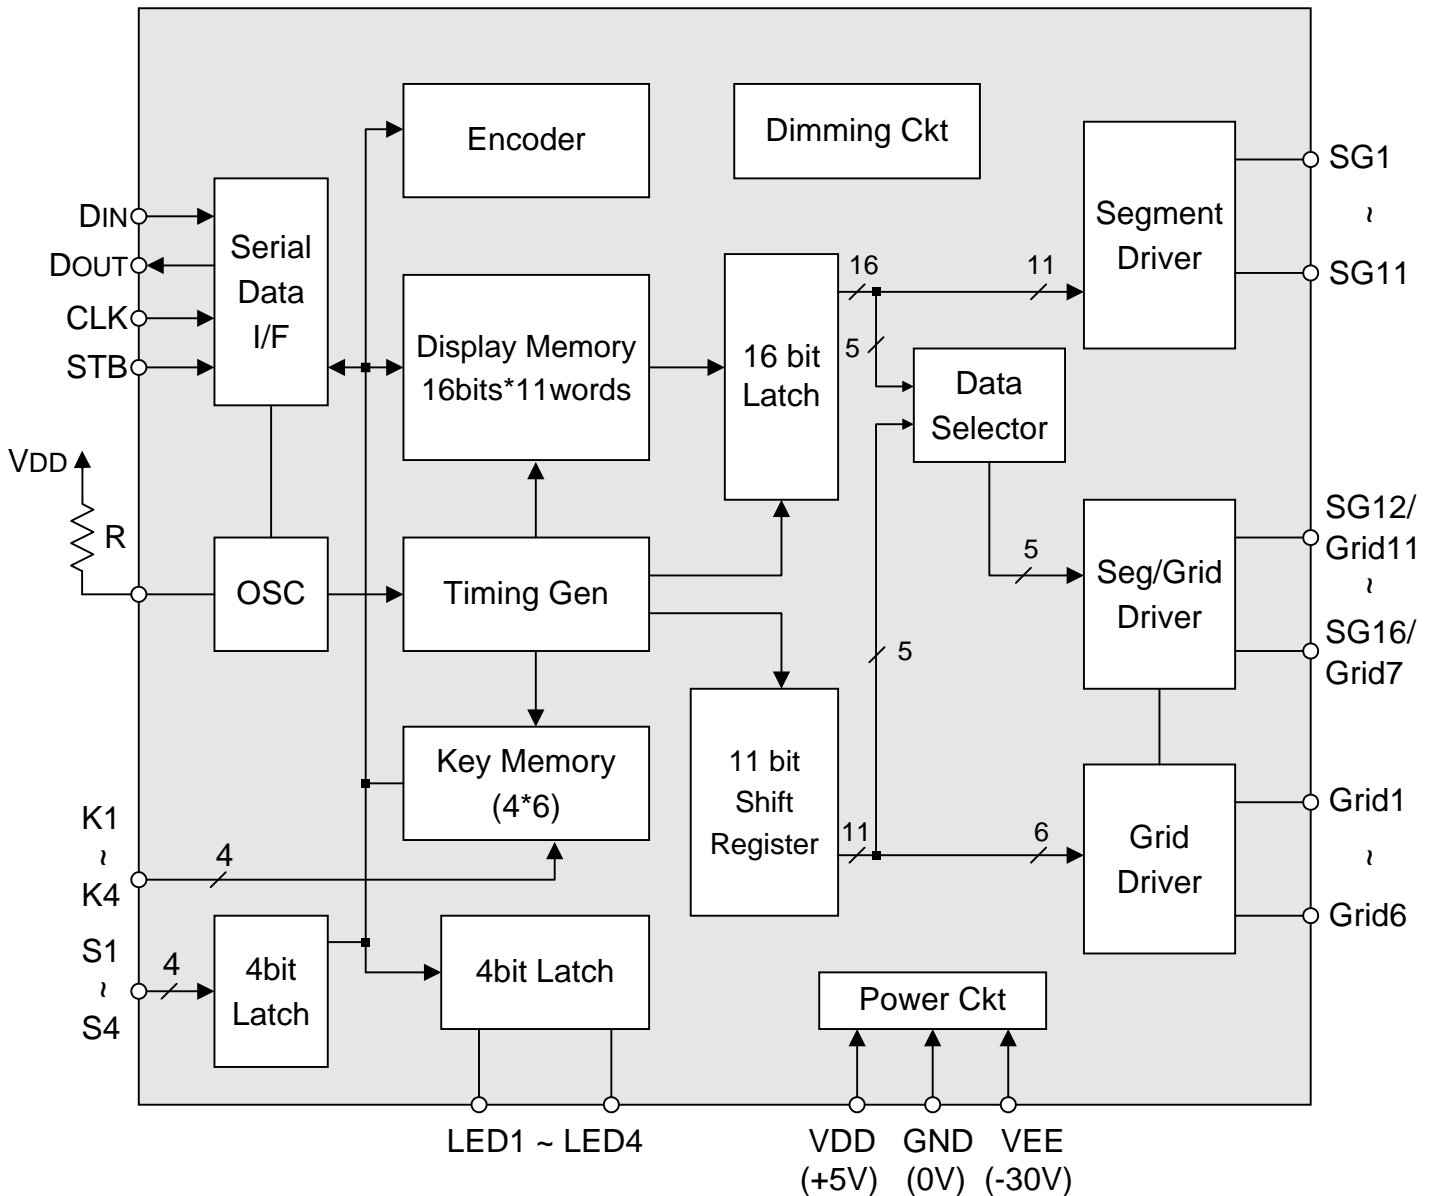 Encoder
Dimming Ckt
SG1
~
SG11
Segment
Driver
DIN
DOUT
CLK
STB
Serial
Data
I/F
Display Memory
16bits*11words
16 bit
Latch
16
11
5
Data
Selector
VDD
R
OSC
Timing Gen
5
Seg/Grid
Driver
SG12/
Grid11
~
SG16/
Grid7
5
Key Memory
(4*6)
11 bit
Shift
Register
11
6
Grid
Driver
Grid1
~
Grid6
K1
~
K4
4
S1
~
S4
4
4bit
Latch
4bit Latch
Power Ckt
LED1 ~ LED4
VDD
(+5V)
GND
(0V)
VEE
(-30V)